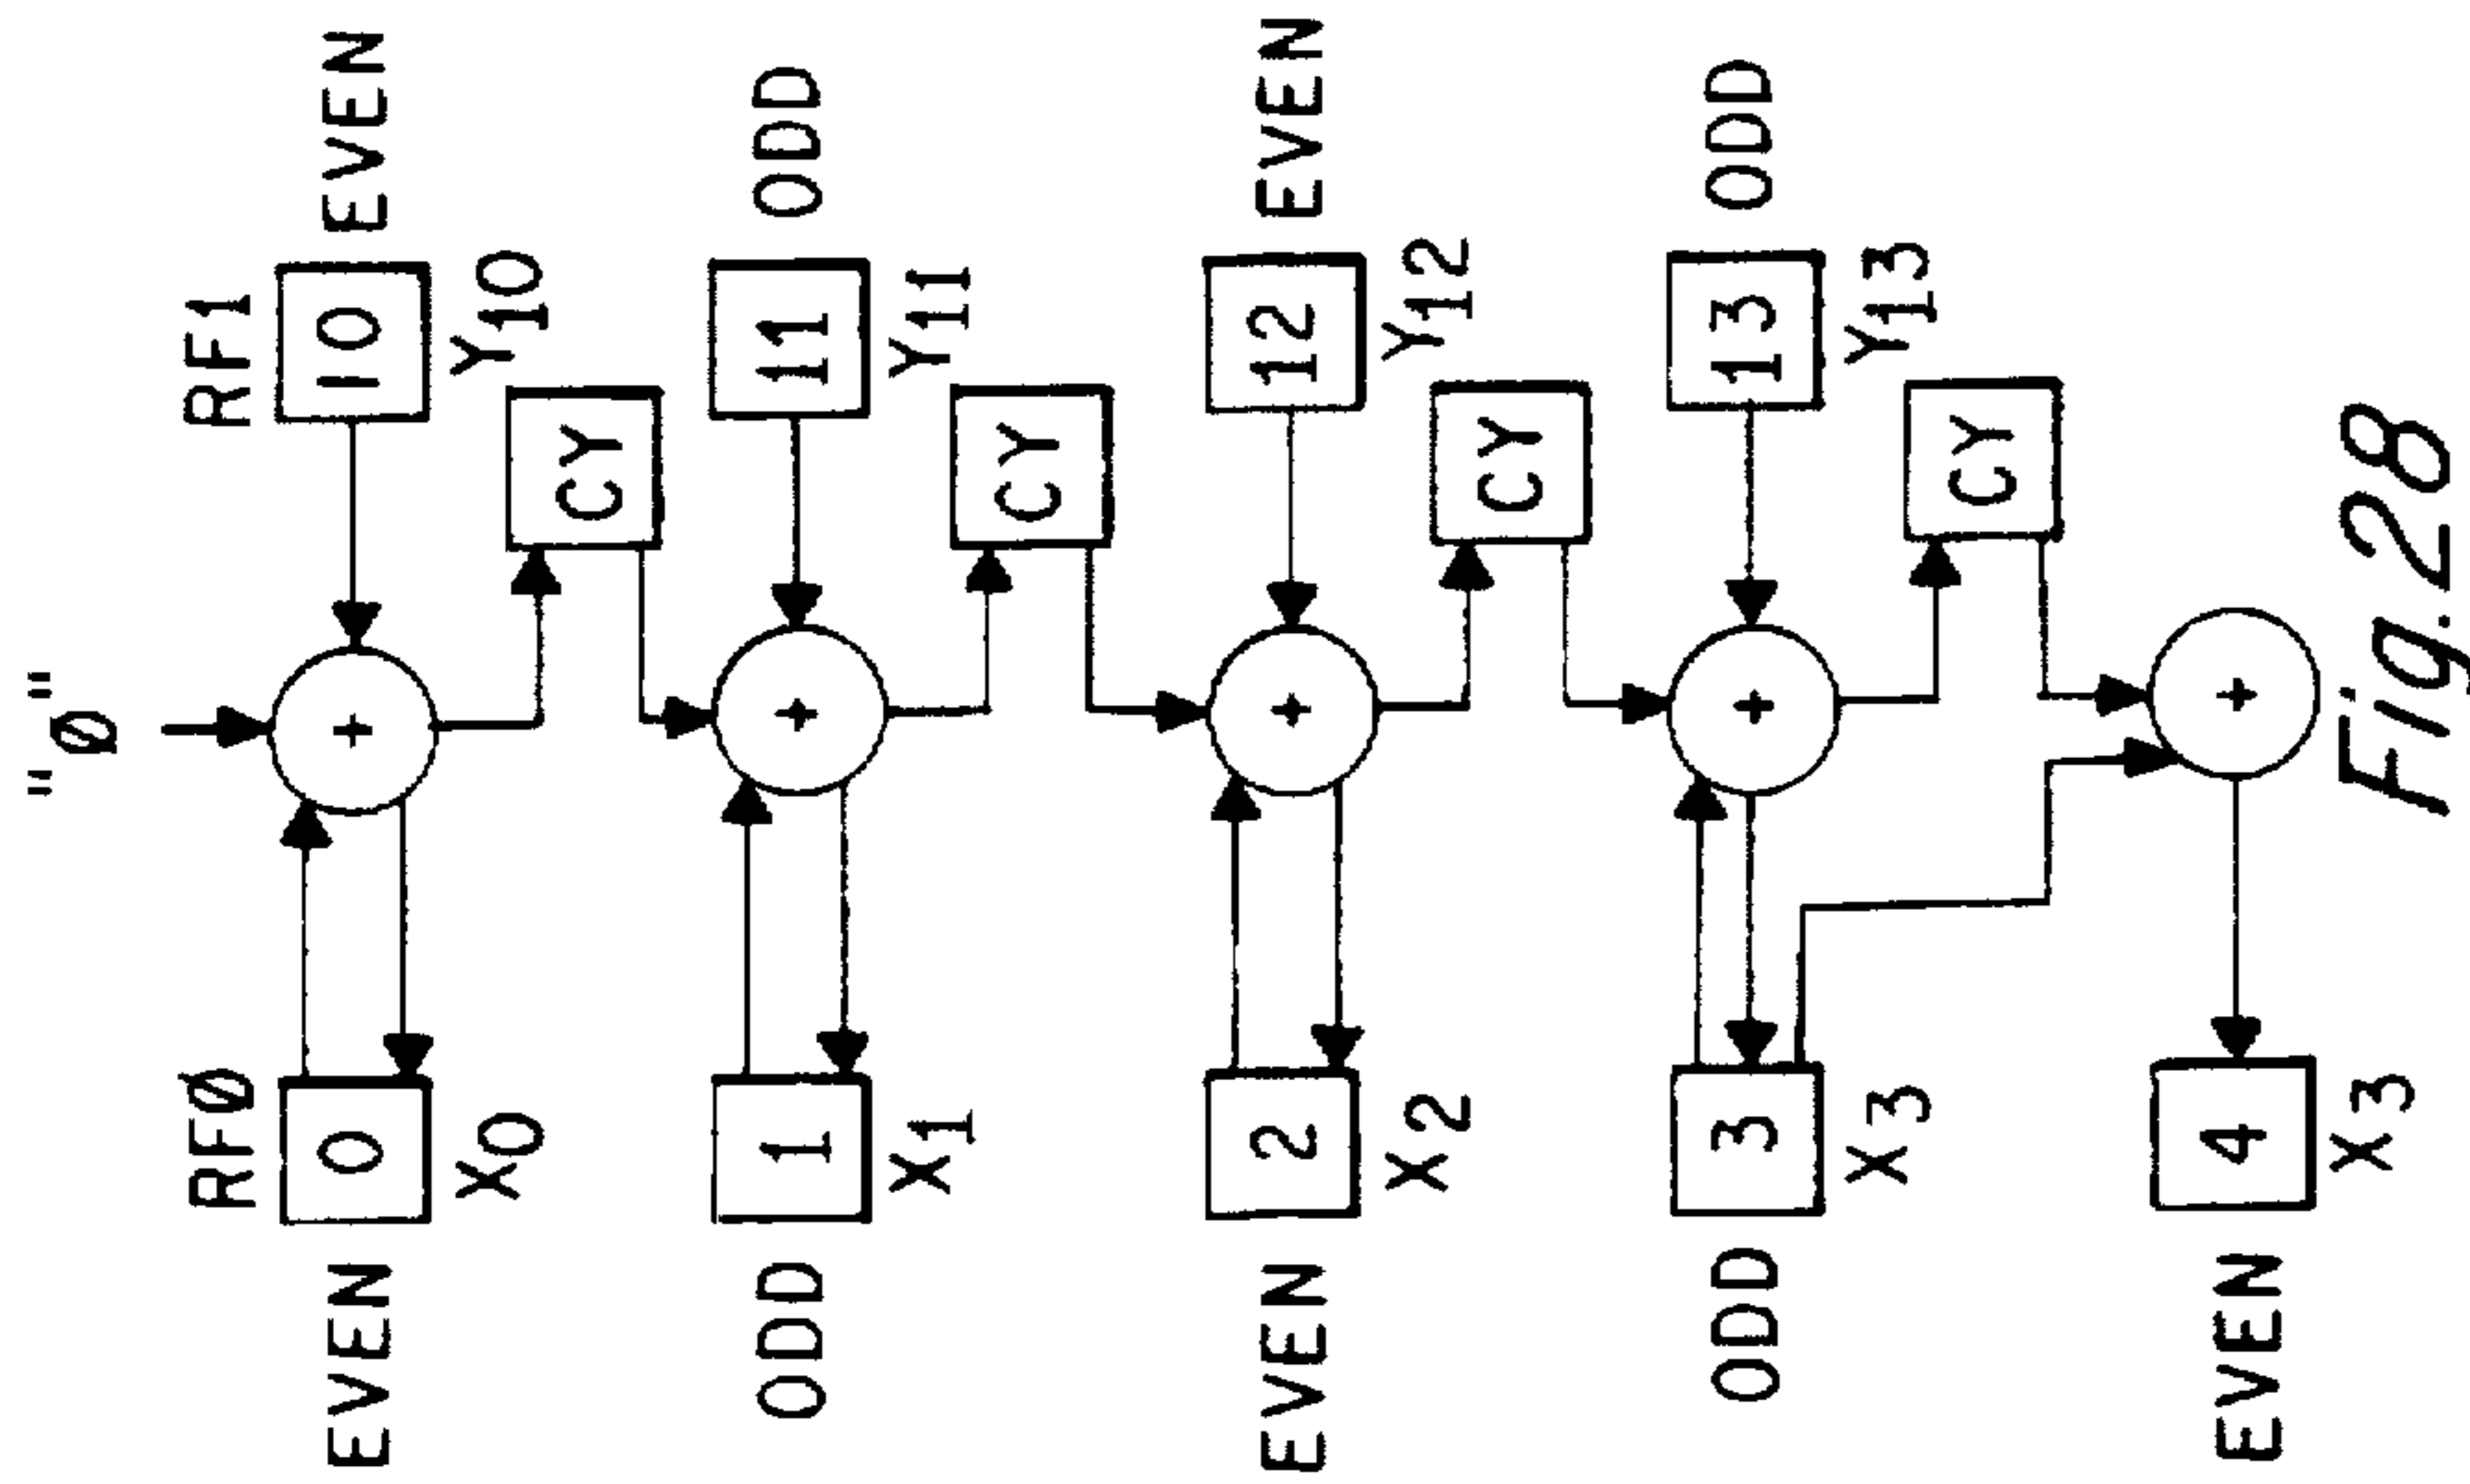 "Ø"
RFØ RF1
EVEN 0 + 10 EVEN
X0 Y10
CY
ODD 1 + 11 ODD
X1 Y11
CY
EVEN 2 + 12 EVEN
X2 Y12
CY
ODD 3 + 13 ODD
X3 Y13
CY
EVEN 4 +
X3
Fig. 28